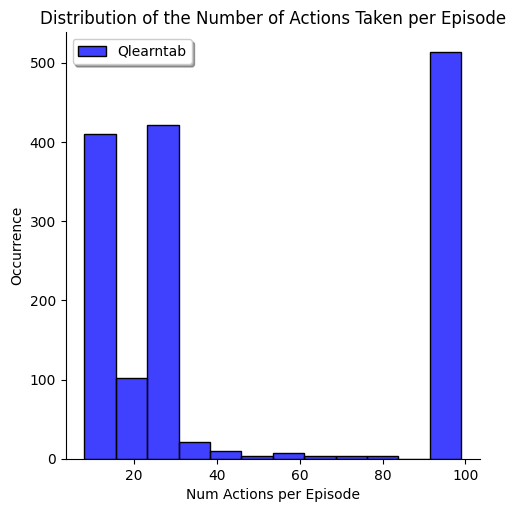 Distribution of the Number of Actions Taken per Episode
Qlearntab
500
400
300
200
100
0
Occurrence
20 40 60 80 100
Num Actions per Episode